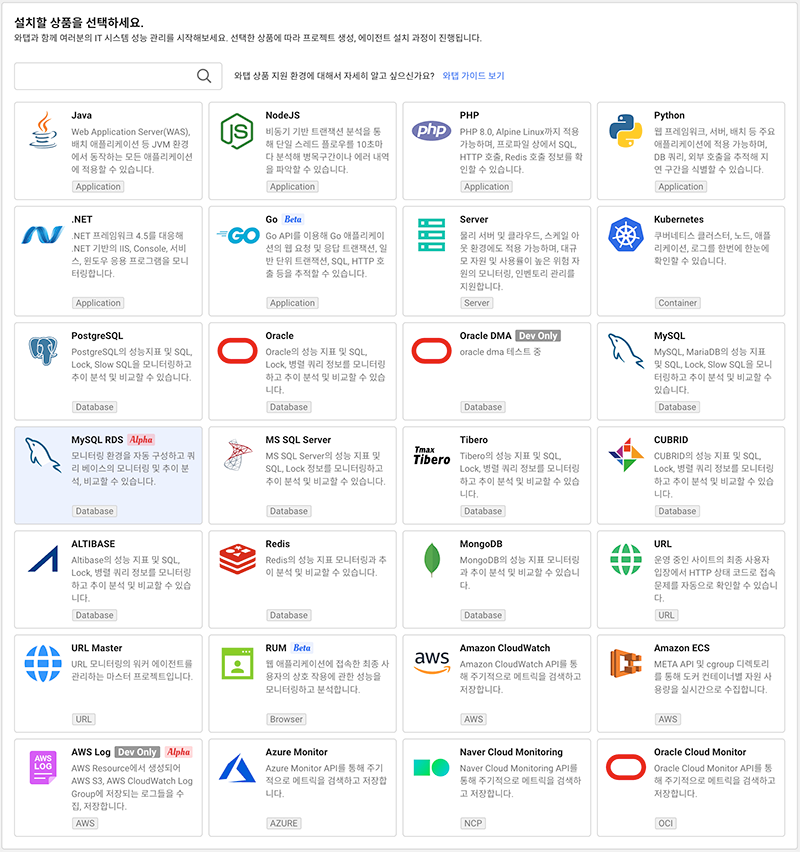 설치할 상품을 선택하세요.
와탭과 함께 여러분의 IT 시스템 성능 관리를 시작해보세요. 선택한 상품에 따라 프로젝트 생성, 에이전트 설치 과정이 진행됩니다.
와탭 상품 지원 환경에 대해서 자세히 알고 싶으신가요? 와탭 가이드 보기
Java
Web Application Server(WAS),
배치 애플리케이션 등 JVM 환경
에서 동작하는 모든 애플리케이션
에 적용할 수 있습니다.
Application
JS
NodeJS
비동기 기반 트랜잭션 분석을 통
해 단일 스레드 플로우를 10초마
다 분석해 병목구간이나 에러 내역
을 파악할 수 있습니다.
Application
php
PHP
PHP 8.0, Alpine Linux까지 적용
가능하며, 프로파일 상에서 SQL,
HTTP 호출, Redis 호출 정보를 확
인할 수 있습니다.
Application
Python
웹 프레임워크, 서버, 배치 등 주요
애플리케이션에 적용 가능하며,
DB 쿼리, 외부 호출을 추적해 지
연 구간을 식별할 수 있습니다.
Application
.NET
.NET 프레임워크 4.5를 대응해
.NET 기반의 IIS, Console, 서비
스, 윈도우 응용 프로그램을 모니
터링합니다.
Application
GO
Go Beta
Go API를 이용해 Go 애플리케이
션의 웹 요청 및 응답 트랜잭션, 일
반 단위 트랜잭션, SQL, HTTP 호
출 등을 추적할 수 있습니다.
Application
Server
물리 서버 및 클라우드, 스케일 아
웃 환경에도 적용 가능하며, 대규
모 자원 및 사용률이 높은 위험 자
원의 모니터링, 인벤토리 관리를
지원합니다.
Server
Kubernetes
쿠버네티스 클러스터, 노드, 애플
리케이션, 로그를 한번에 한눈에
확인할 수 있습니다.
Container
PostgreSQL
PostgreSQL의 성능지표 및 SQL,
Lock, Slow SQL을 모니터링하고
추이 분석 및 비교할 수 있습니다.
Database
Oracle
Oracle의 성능 지표 및 SQL,
Lock, 병렬 쿼리 정보를 모니터링
하고 추이 분석 및 비교할 수 있습
니다.
Database
Oracle DMA Dev Only
oracle dma 테스트 중
Database
MySQL
MySQL, MariaDB의 성능 지표
및 SQL, Lock, Slow SQL을 모니
터링하고 추이 분석 및 비교할 수
있습니다.
Database
MySQL RDS Alpha
모니터링 환경을 자동 구성하고 쿼
리 베이스의 모니터링 및 추이 분
석, 비교할 수 있습니다.
Database
MS SQL Server
MS SQL Server의 성능 지표 및
SQL, Lock 정보를 모니터링하고
추이 분석 및 비교할 수 있습니다.
Database
Tmax
Tibero
Tibero
Tibero의 성능 지표 및 SQL,
Lock, 병렬 쿼리 정보를 모니터링
하고 추이 분석 및 비교할 수 있습
니다.
Database
CUBRID
CUBRID의 성능 지표 및 SQL,
Lock, 병렬 쿼리 정보를 모니터링
하고 추이 분석 및 비교할 수 있습
니다.
Database
ALTIBASE
Altibase의 성능 지표 및 SQL,
Lock, 병렬 쿼리 정보를 모니터링
하고 추이 분석 및 비교할 수 있습
니다.
Database
Redis
Redis의 성능 지표 모니터링과 추
이 분석 및 비교할 수 있습니다.
Database
MongoDB
MongoDB의 성능 지표 모니터링
과 추이 분석 및 비교할 수 있습니
다.
Database
URL
운영 중인 사이트의 최종 사용자
입장에서 HTTP 상태 코드로 접속
문제를 자동으로 확인할 수 있습니
다.
URL
URL Master
URL 모니터링의 워커 에이전트를
관리하는 마스터 프로젝트입니다.
URL
RUM Beta
웹 애플리케이션에 접속한 최종 사
용자의 상호 작용에 관한 성능을
모니터링하고 분석합니다.
Browser
aws
Amazon CloudWatch
Amazon CloudWatch API를 통
해 주기적으로 메트릭을 검색하고
저장합니다.
AWS
Amazon ECS
META API 및 cgroup 디렉토리
를 통해 도커 컨테이너별 자원 사
용량을 실시간으로 수집합니다.
AWS
AWS
LOG
AWS Log Dev Only Alpha
AWS Resource에서 생성되어
AWS S3, AWS CloudWatch Log
Group에 저장되는 로그들을 수
집, 저장합니다.
AWS
Azure Monitor
Azure Monitor API를 통해 주기
적으로 메트릭을 검색하고 저장합
니다.
AZURE
Naver Cloud Monitoring
Naver Cloud Monitoring API를
통해 주기적으로 메트릭을 검색하
고 저장합니다.
NCP
Oracle Cloud Monitor
Oracle Cloud Monitor API를 통
해 주기적으로 메트릭을 검색하고
저장합니다.
OCI